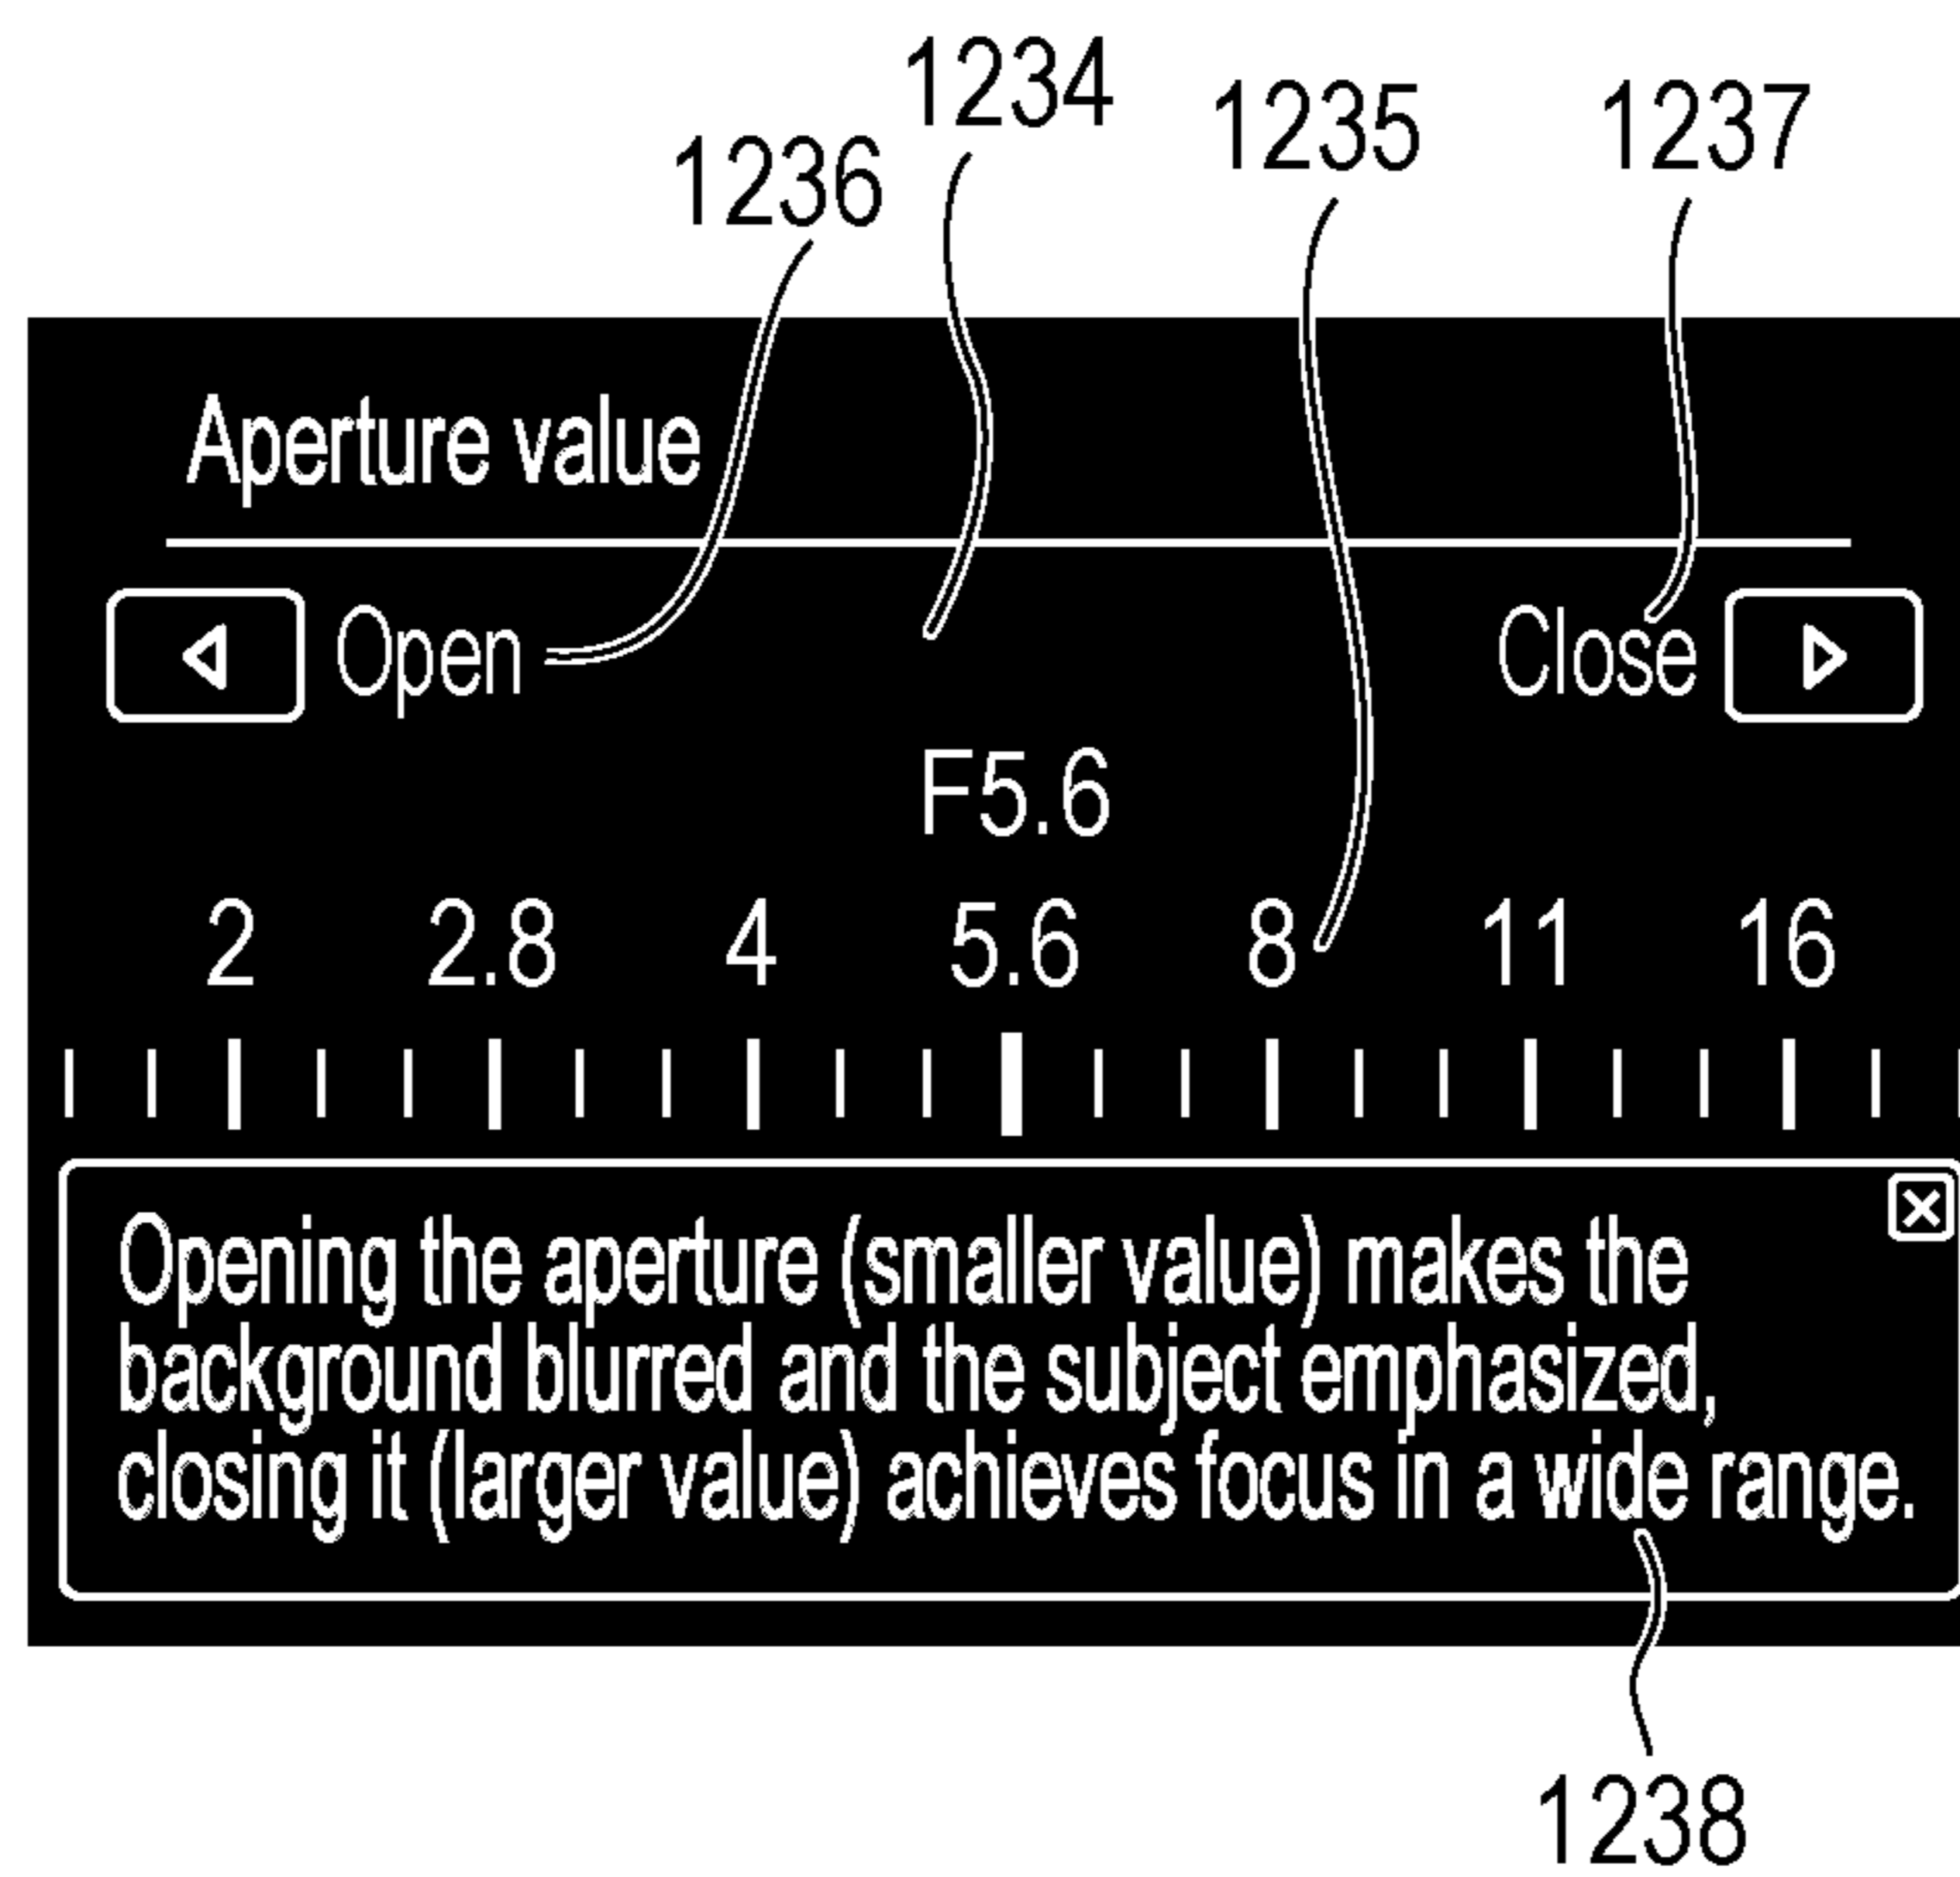 1234
1235
1237
1236
Aperture value
Open
Close
F5.6
2 2.8 4 5.6 8 11 16
Opening the aperture (smaller value) makes the
background blurred and the subject emphasized,
closing it (larger value) achieves focus in a wide range.
1238